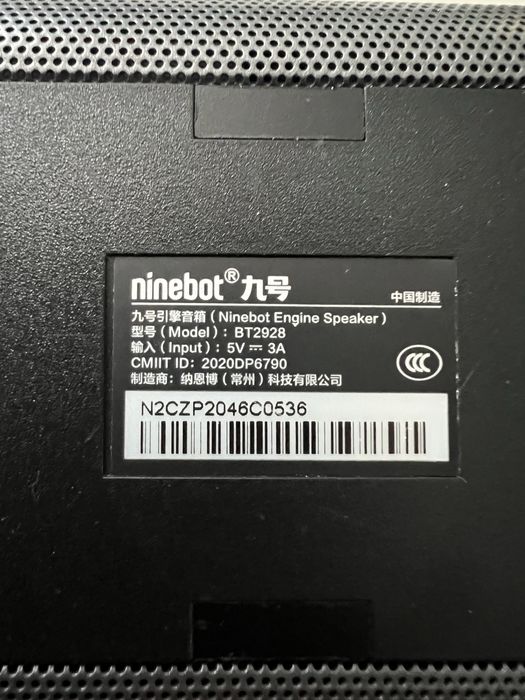 ninebot® 九号
中国制造
九号引擎音箱 ( Ninebot Engine Speaker )
型号 ( Model ) : BT2928
输入 ( Input ) : 5V ⎓ 3A
CMIIT ID: 2020DP6790
制造商: 纳恩博 (常州) 科技有限公司
CCC
N2CZP2046C0536